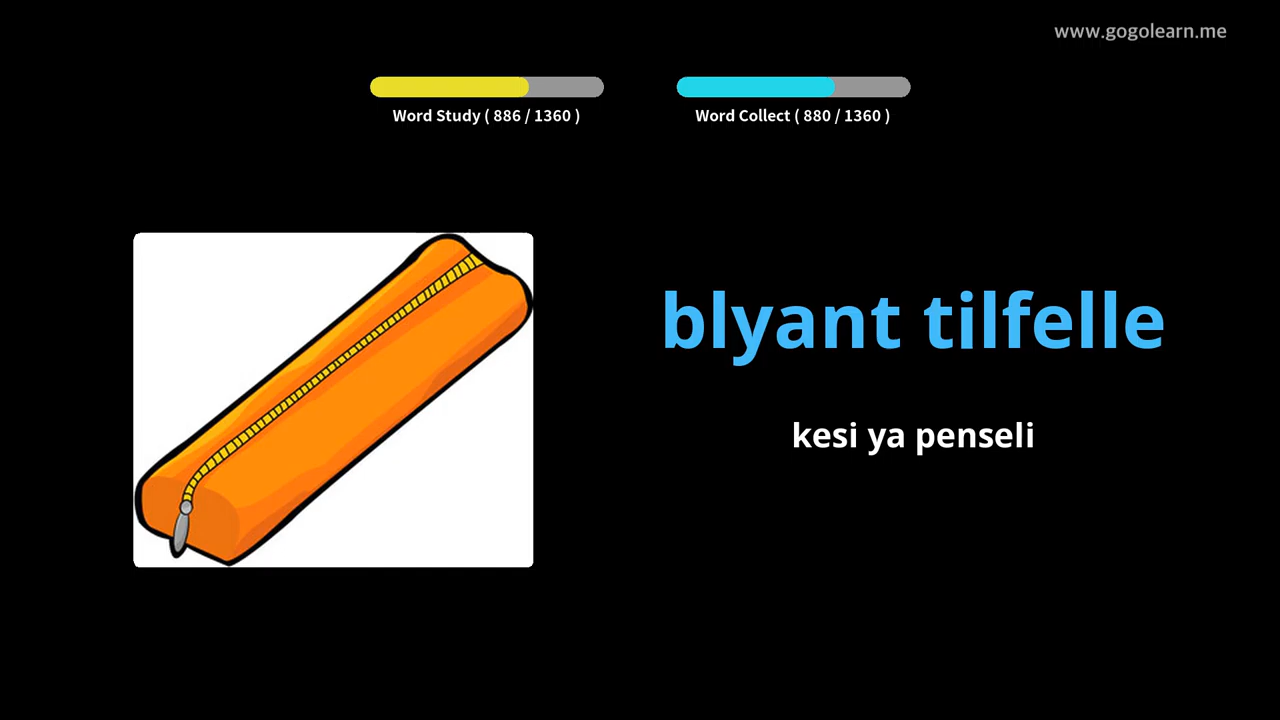 www.gogolearn.me
Word Study ( 886 / 1360 )
Word Collect ( 880 / 1360 )
blyant tilfelle
kesi ya penseli